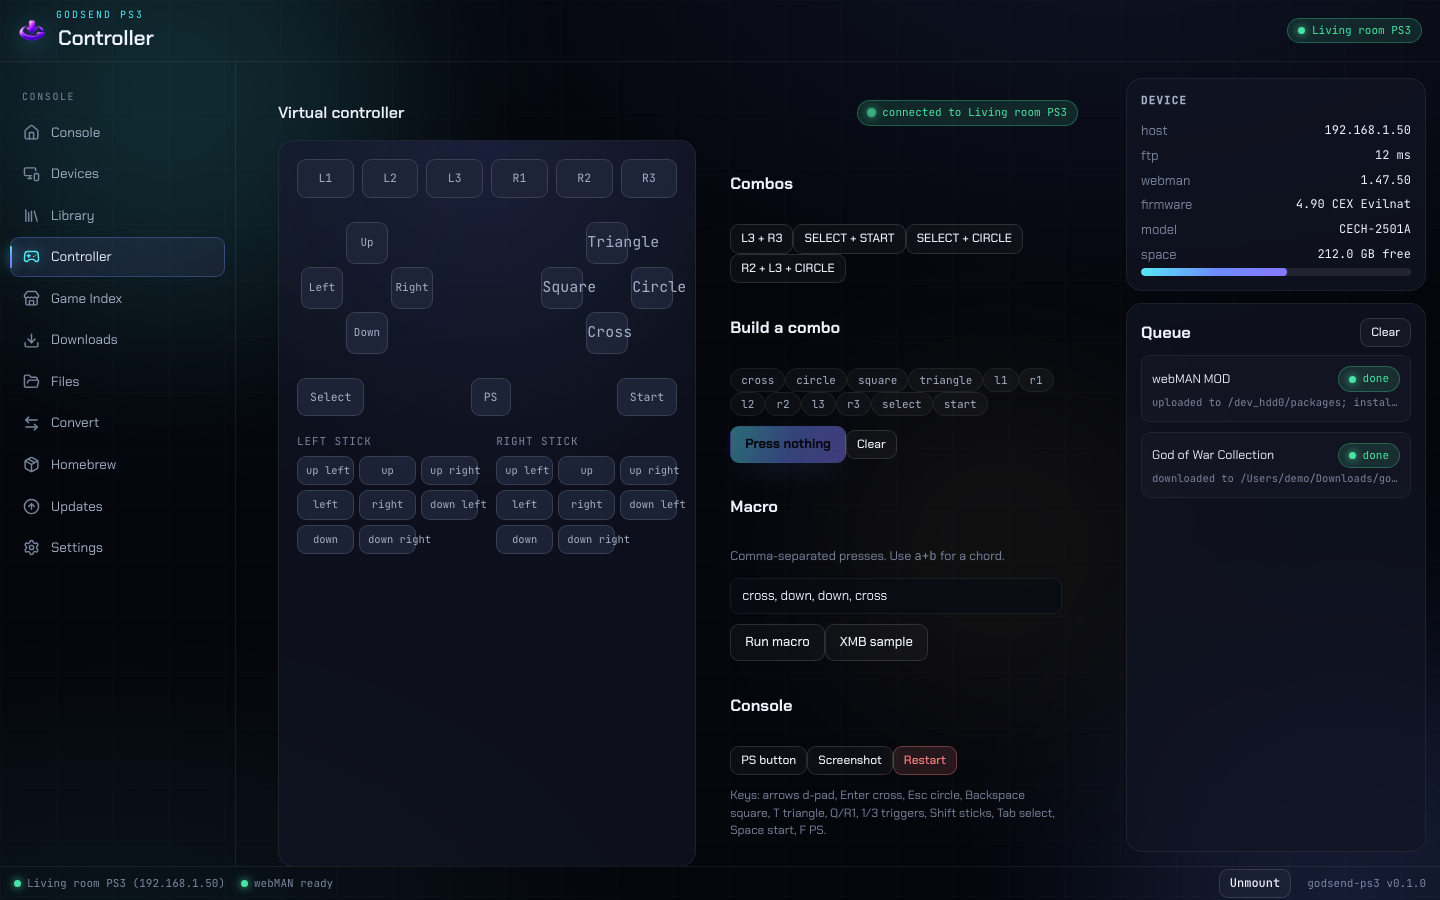 GODSEND PS3
Controller
Living room PS3
CONSOLE
Console
Devices
Library
Controller
Game Index
Downloads
Files
Convert
Homebrew
Updates
Settings
Virtual controller
connected to Living room PS3
L1 L2 L3 R1 R2 R3
Up Triangle
Left Right Square Circle
Down Cross
Select PS Start
LEFT STICK RIGHT STICK
up left up up right up left up up right
left right down left left right down left
down down right down down right
Combos
L3 + R3 SELECT + START SELECT + CIRCLE
R2 + L3 + CIRCLE
Build a combo
cross circle square triangle l1 r1
l2 r2 l3 r3 select start
Press nothing Clear
Macro
Comma-separated presses. Use a+b for a chord.
cross, down, down, cross
Run macro XMB sample
Console
PS button Screenshot Restart
Keys: arrows d-pad, Enter cross, Esc circle, Backspace
square, T triangle, Q/R1, 1/3 triggers, Shift sticks, Tab select,
Space start, F PS.
DEVICE
host 192.168.1.50
ftp 12 ms
webman 1.47.50
firmware 4.90 CEX Evilnat
model CECH-2501A
space 212.0 GB free
Queue Clear
webMAN MOD done
uploaded to /dev_hdd0/packages; instal…
God of War Collection done
downloaded to /Users/demo/Downloads/go…
Living room PS3 (192.168.1.50) webMAN ready
Unmount godsend-ps3 v0.1.0